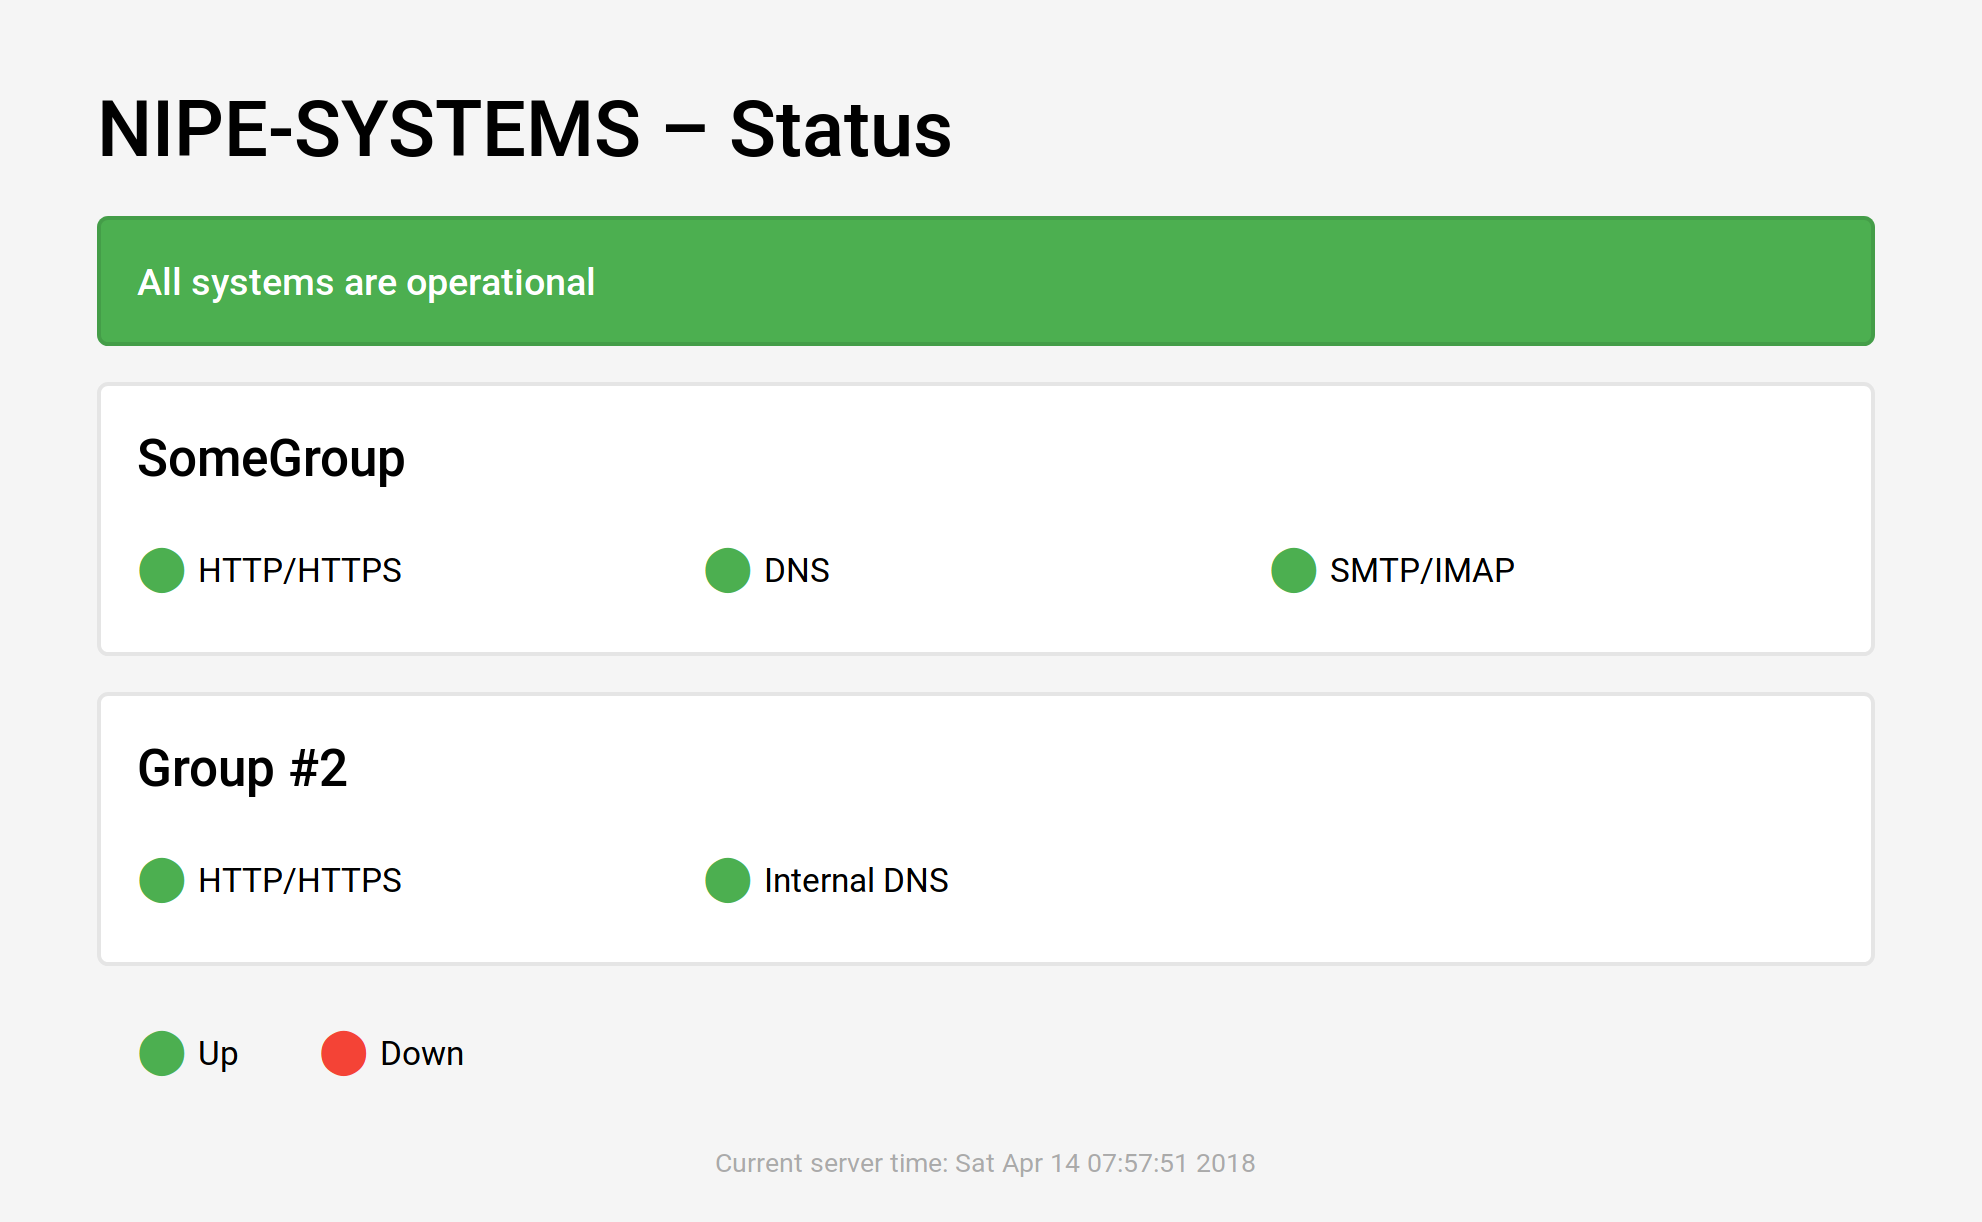 NIPE-SYSTEMS – Status
All systems are operational
SomeGroup
HTTP/HTTPS DNS SMTP/IMAP
Group #2
HTTP/HTTPS Internal DNS
Up Down
Current server time: Sat Apr 14 07:57:51 2018